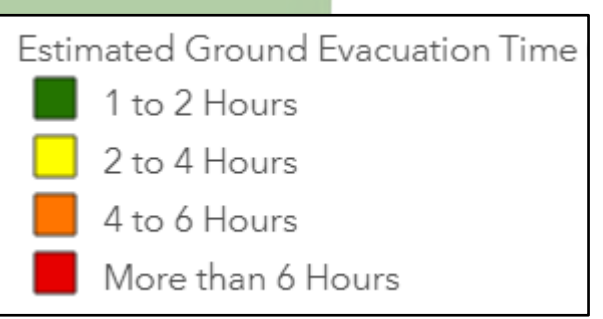 Estimated Ground Evacuation Time
1 to 2 Hours
2 to 4 Hours
4 to 6 Hours
More than 6 Hours